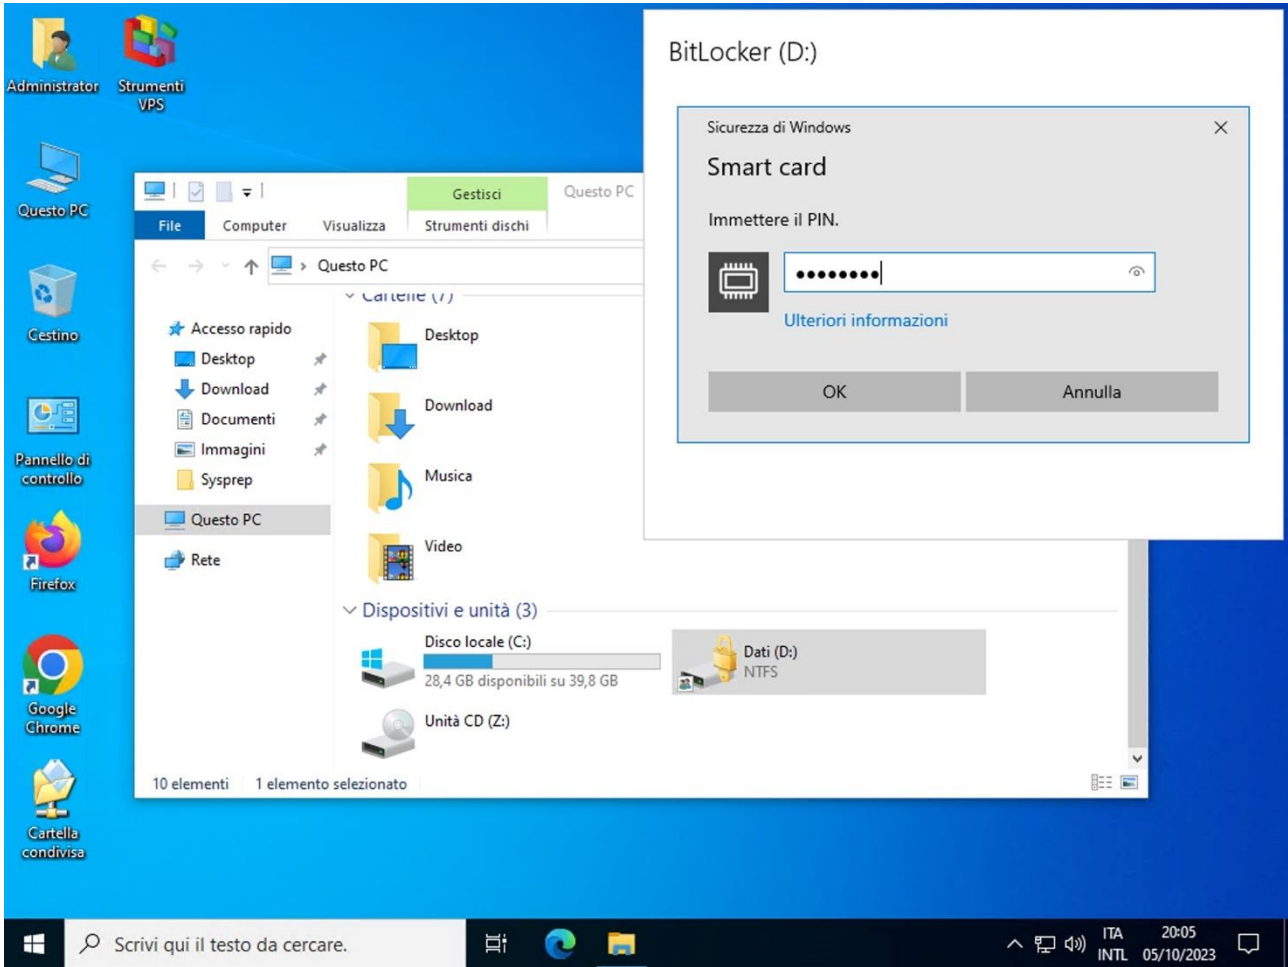 Administrator
Strumenti
VPS
Questo PC
Cestino
Pannello di
controllo
Firefox
Google
Chrome
Cartella
condivisa
Gestisci
Questo PC
File
Computer
Visualizza
Strumenti dischi
Questo PC
Accesso rapido
Desktop
Download
Documenti
Immagini
Sysprep
Questo PC
Rete
Cartelle (7)
Desktop
Download
Musica
Video
Dispositivi e unità (3)
Disco locale (C:)
28,4 GB disponibili su 39,8 GB
Dati (D:)
NTFS
Unità CD (Z:)
10 elementi
1 elemento selezionato
BitLocker (D:)
Sicurezza di Windows
Smart card
Immettere il PIN.
●●●●●●●●
Ulteriori informazioni
OK
Annulla
Scrivi qui il testo da cercare.
ITA
INTL
20:05
05/10/2023